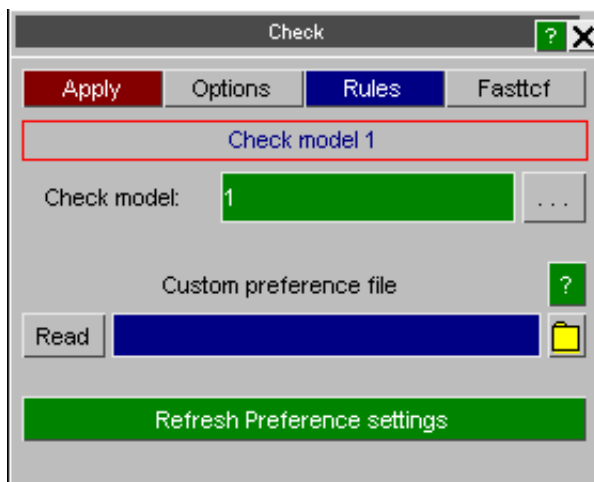 Check ? X
Apply Options Rules Fasttcf
Check model 1
Check model: 1 ...
Custom preference file ?
Read
Refresh Preference settings